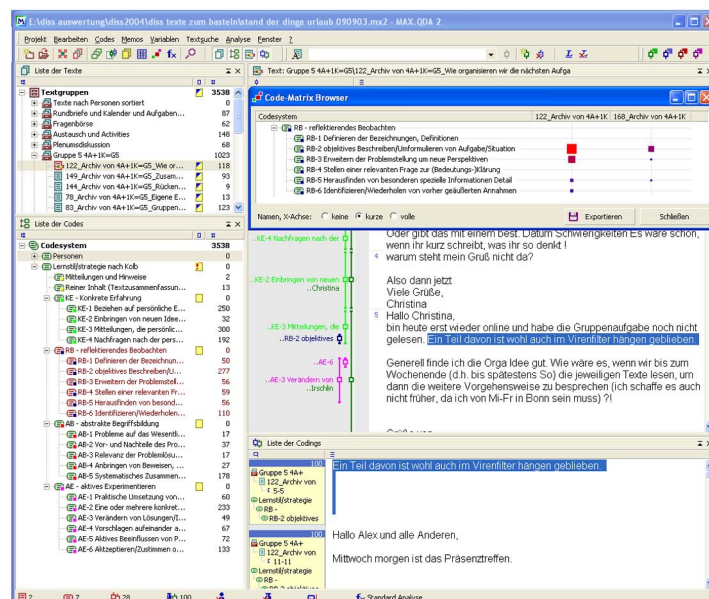 E:\diss auswertung\diss2004\diss texte zum basteln\stand der dinge urlaub 090903.mx2 - MAX.QDA 2
Projekt Bearbeiten Codes Memos Variablen Textsuche Analyse Fenster ?
Liste der Texte
Textgruppen 3538
Texte nach Personen sortiert 0
Rundbriefe und Kalender und Aufgaben... 87
Fragenbörse 62
Austausch und Activities 148
Plenumsdiskussion 68
Gruppe 5 4A+1K=G5 1023
122_Archiv von 4A+1K=G5_Wie or... 118
149_Archiv von 4A+1K=G5_Zusam... 93
144_Archiv von 4A+1K=G5_Rücken... 9
78_Archiv von 4A+1K=G5_Eigene E... 13
83_Archiv von 4A+1K=G5_Gruppen... 123
Liste der Codes
Codesystem 3538
Personen 0
Lernstil/strategie nach Kolb 0
Mitteilungen und Hinweise 2
Reiner Inhalt (Textzusammenfassun... 13
KE - Konkrete Erfahrung 0
KE-1 Beziehen auf persönliche E... 250
KE-2 Einbringen von neuen Idee... 32
KE-3 Mitteilungen, die persönlic... 300
KE-4 Nachfragen nach der pers... 192
RB - reflektierendes Beobachten 0
RB-1 Definieren der Bezeichnun... 50
RB-2 objektives Beschreiben/U... 277
RB-3 Erweitern der Problemstell... 56
RB-4 Stellen einer relevanten Fr... 59
RB-5 Herausfinden von besond... 56
RB-6 Identifizieren/Wiederholen... 110
AB - abstrakte Begriffsbildung 0
AB-1 Probleme auf das Wesentli... 17
AB-2 Vor- und Nachteile des Pro... 37
AB-3 Relevanz der Problemlösu... 17
AB-4 Anbringen von Beweisen, ... 27
AB-5 Systematisches Zusammen... 178
AE - aktives Experimentieren 0
AE-1 Praktische Umsetzung von... 60
AE-2 Eine oder mehrere konkret... 233
AE-3 Verändern von Lösungen/I... 49
AE-4 Vorschlagen aufeinander a... 67
AE-5 Aktives Beeinflussen von P... 72
AE-6 Aktzeptieren/Zustimmen o... 133
Text: Gruppe 5 4A+1K=G5\122_Archiv von 4A+1K=G5_Wie organisieren wir die nächsten Aufga
Code-Matrix Browser
Codesystem 122_Archiv von 4A+1K 168_Archiv von 4A+1K
RB - reflektierendes Beobachten
RB-1 Definieren der Bezeichnungen, Definitionen
RB-2 objektives Beschreiben/Umformulieren von Aufgabe/Situation
RB-3 Erweitern der Problemstellung um neue Perspektiven
RB-4 Stellen einer relevanten Frage zur (Bedeutungs-)Klärung
RB-5 Herausfinden von besonderen spezielle Informationen Detail
RB-6 Identifizieren/Wiederholen von vorher geäußerten Annahmen
Namen, X-Achse: keine kurze volle Exportieren Schließen
Oder gibt das mit einem best. Datum Schwierigkeiten Es wäre schön,
..KE-4 Nachfragen nach der
wenn ihr kurz schreibt, was ihr so denkt !
4 warum steht mein Gruß nicht da?
..KE-2 Einbringen von neuen
..Christina
Also dann jetzt
Viele Grüße,
Christina
5 Hallo Christina,
..KE-3 Mitteilungen, die
..RB-2 objektives
bin heute erst wieder online und habe die Gruppenaufgabe noch nicht
gelesen. Ein Teil davon ist wohl auch im Virenfilter hängen geblieben.
..AE-6
..AE-3 Verändern von
..Irschlin
Generell finde ich die Orga Idee gut. Wie wäre es, wenn wir bis zum
Wochenende (d.h. bis spätestens So) die jeweiligen Texte lesen, um
dann die weitere Vorgehensweise zu besprechen (ich schaffe es auch
nicht früher, da ich von Mi-Fr in Bonn sein muss) ?!
Liste der Codings
100
Gruppe 5 4A+
122_Archiv von
5-5
Lernstil/strategie
RB -
RB-2 objektives
Ein Teil davon ist wohl auch im Virenfilter hängen geblieben.
100
Gruppe 5 4A+
122_Archiv von
11-11
Lernstil/strategie
RB -
Hallo Alex und alle Anderen,
Mittwoch morgen ist das Präsenztreffen.
2 7 28 100 Standard Analyse